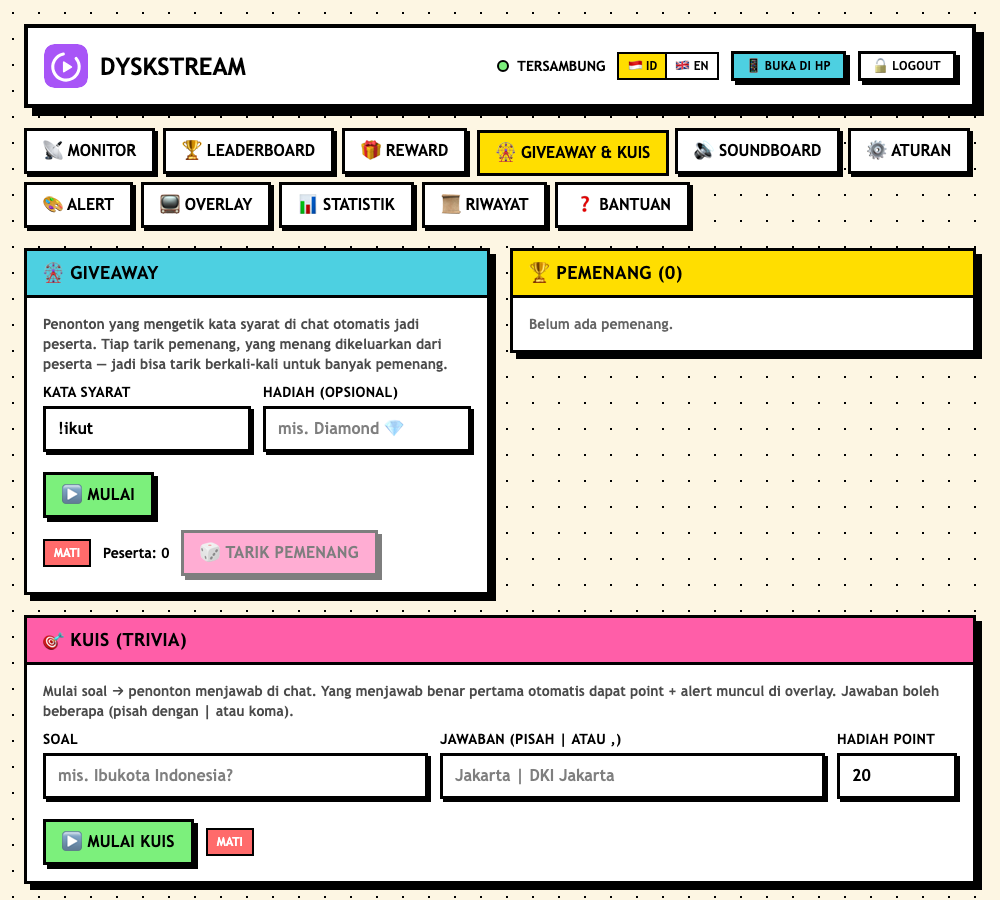 DYSKSTREAM
TERSAMBUNG
ID
EN
BUKA DI HP
LOGOUT
MONITOR
LEADERBOARD
REWARD
GIVEAWAY & KUIS
SOUNDBOARD
ATURAN
ALERT
OVERLAY
STATISTIK
RIWAYAT
BANTUAN
GIVEAWAY
Penonton yang mengetik kata syarat di chat otomatis jadi
peserta. Tiap tarik pemenang, yang menang dikeluarkan dari
peserta — jadi bisa tarik berkali-kali untuk banyak pemenang.
KATA SYARAT
HADIAH (OPSIONAL)
!ikut
mis. Diamond 💎
MULAI
MATI
Peserta: 0
TARIK PEMENANG
PEMENANG (0)
Belum ada pemenang.
KUIS (TRIVIA)
Mulai soal → penonton menjawab di chat. Yang menjawab benar pertama otomatis dapat point + alert muncul di overlay. Jawaban boleh
beberapa (pisah dengan | atau koma).
SOAL
JAWABAN (PISAH | ATAU ,)
HADIAH POINT
mis. Ibukota Indonesia?
Jakarta | DKI Jakarta
20
MULAI KUIS
MATI